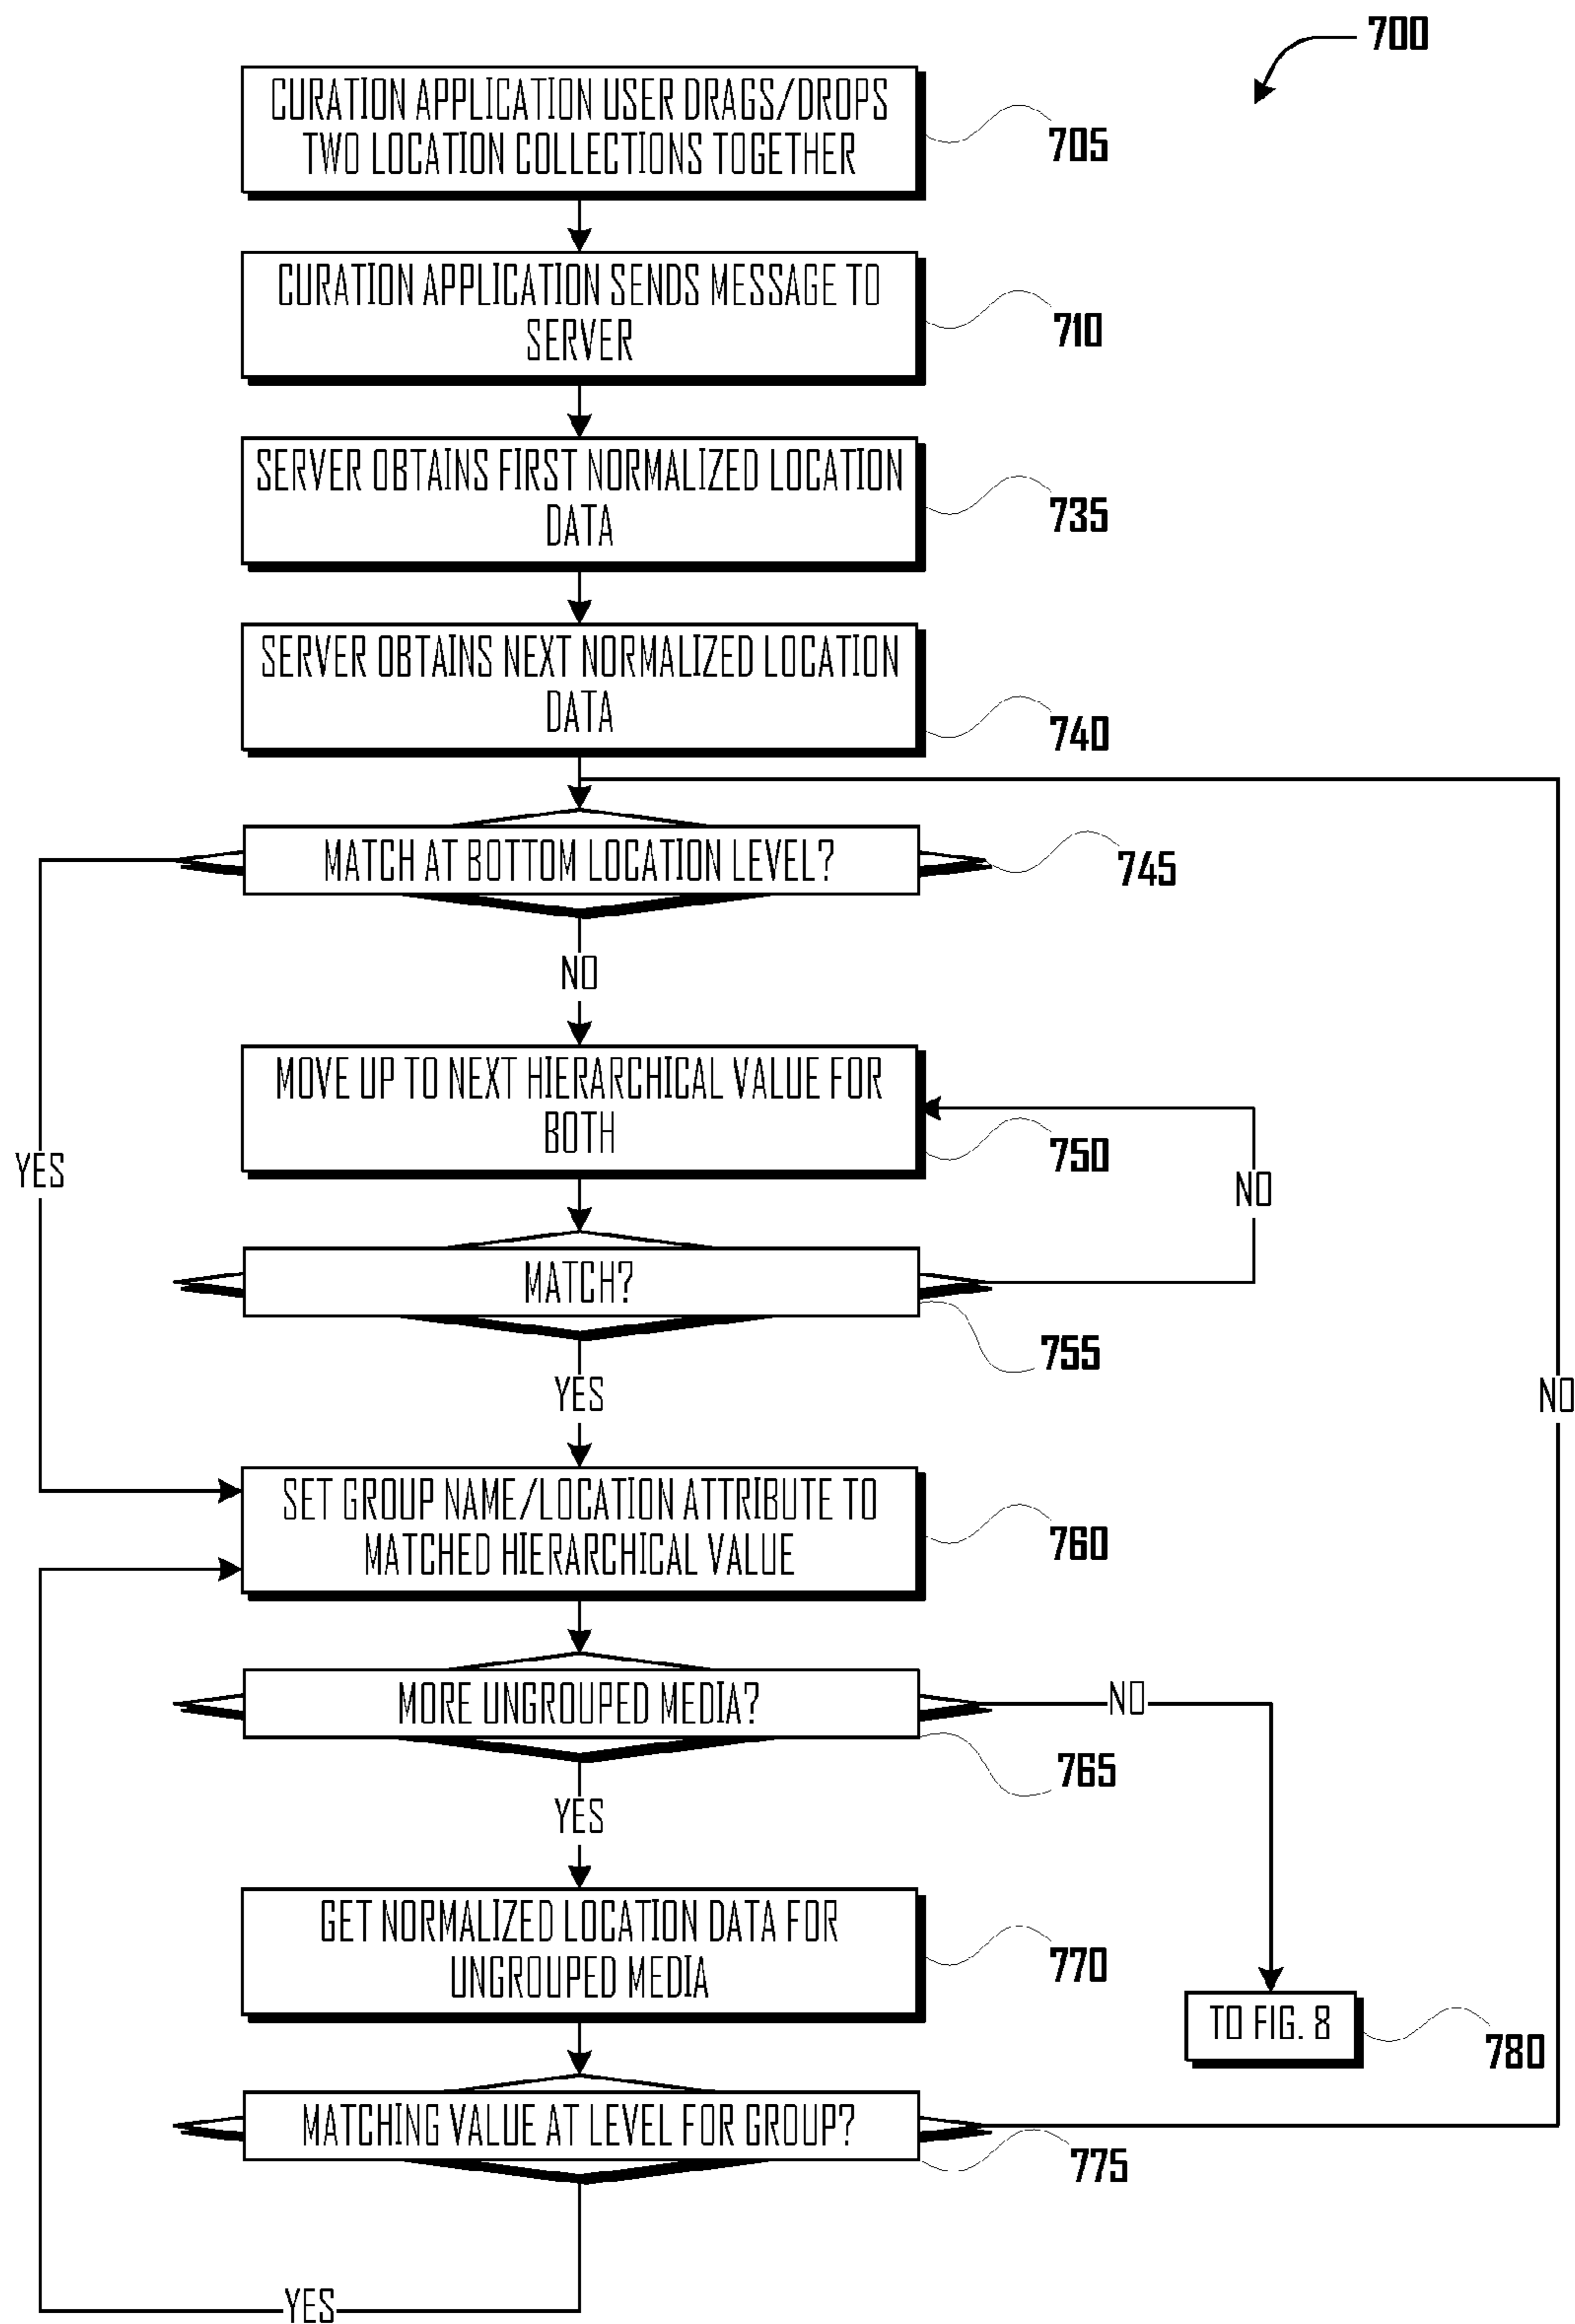 700
CURATION APPLICATION USER DRAGS/DROPS
TWO LOCATION COLLECTIONS TOGETHER
705
CURATION APPLICATION SENDS MESSAGE TO
SERVER
710
SERVER OBTAINS FIRST NORMALIZED LOCATION
DATA
735
SERVER OBTAINS NEXT NORMALIZED LOCATION
DATA
740
MATCH AT BOTTOM LOCATION LEVEL?
745
NO
MOVE UP TO NEXT HIERARCHICAL VALUE FOR
BOTH
750
YES
NO
MATCH?
755
YES
NO
SET GROUP NAME/LOCATION ATTRIBUTE TO
MATCHED HIERARCHICAL VALUE
760
MORE UNGROUPED MEDIA?
NO
765
YES
GET NORMALIZED LOCATION DATA FOR
UNGROUPED MEDIA
770
TO FIG. 8
780
MATCHING VALUE AT LEVEL FOR GROUP?
775
YES